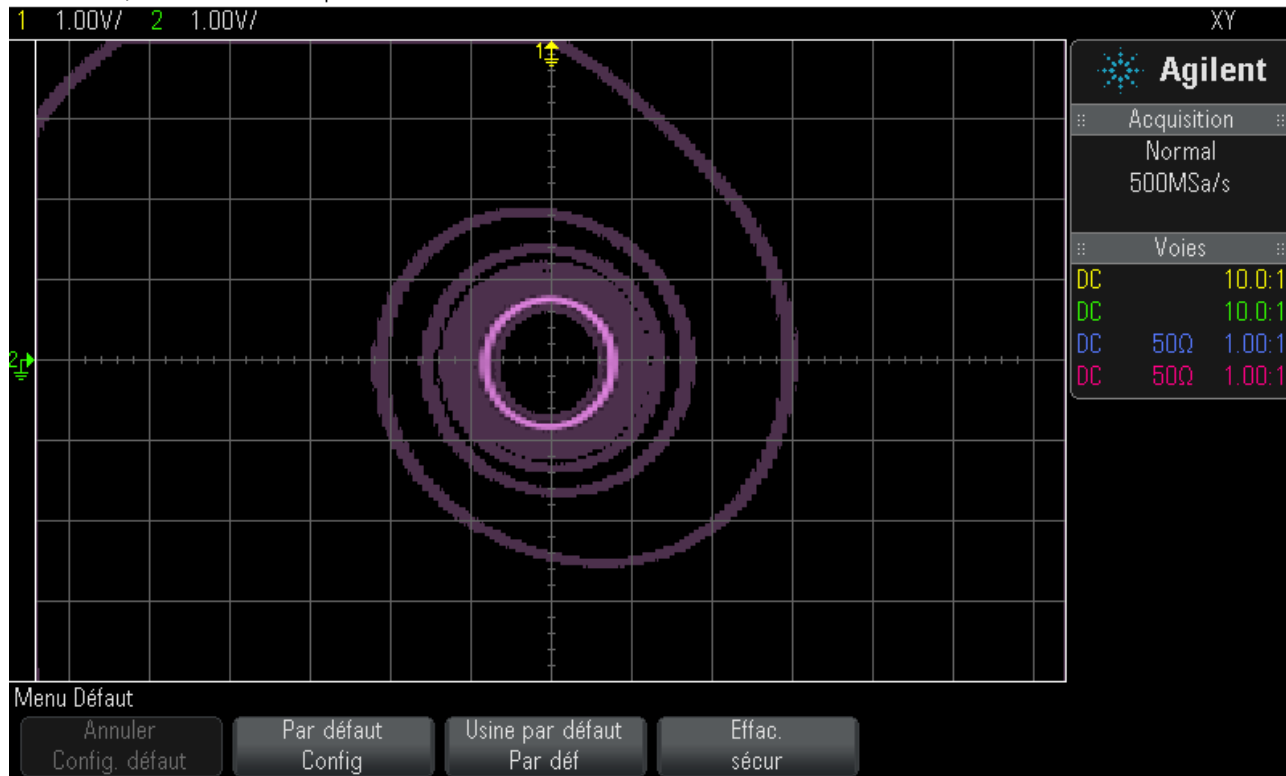 1 1.00V/ 2 1.00V/ XY
1
Agilent
Acquisition
Normal
500MSa/s
Voies
DC 10.0:1
DC 10.0:1
DC 50Ω 1.00:1
DC 50Ω 1.00:1
2
Menu Défaut
Annuler
Config. défaut
Par défaut
Config
Usine par défaut
Par déf
Effac.
sécur